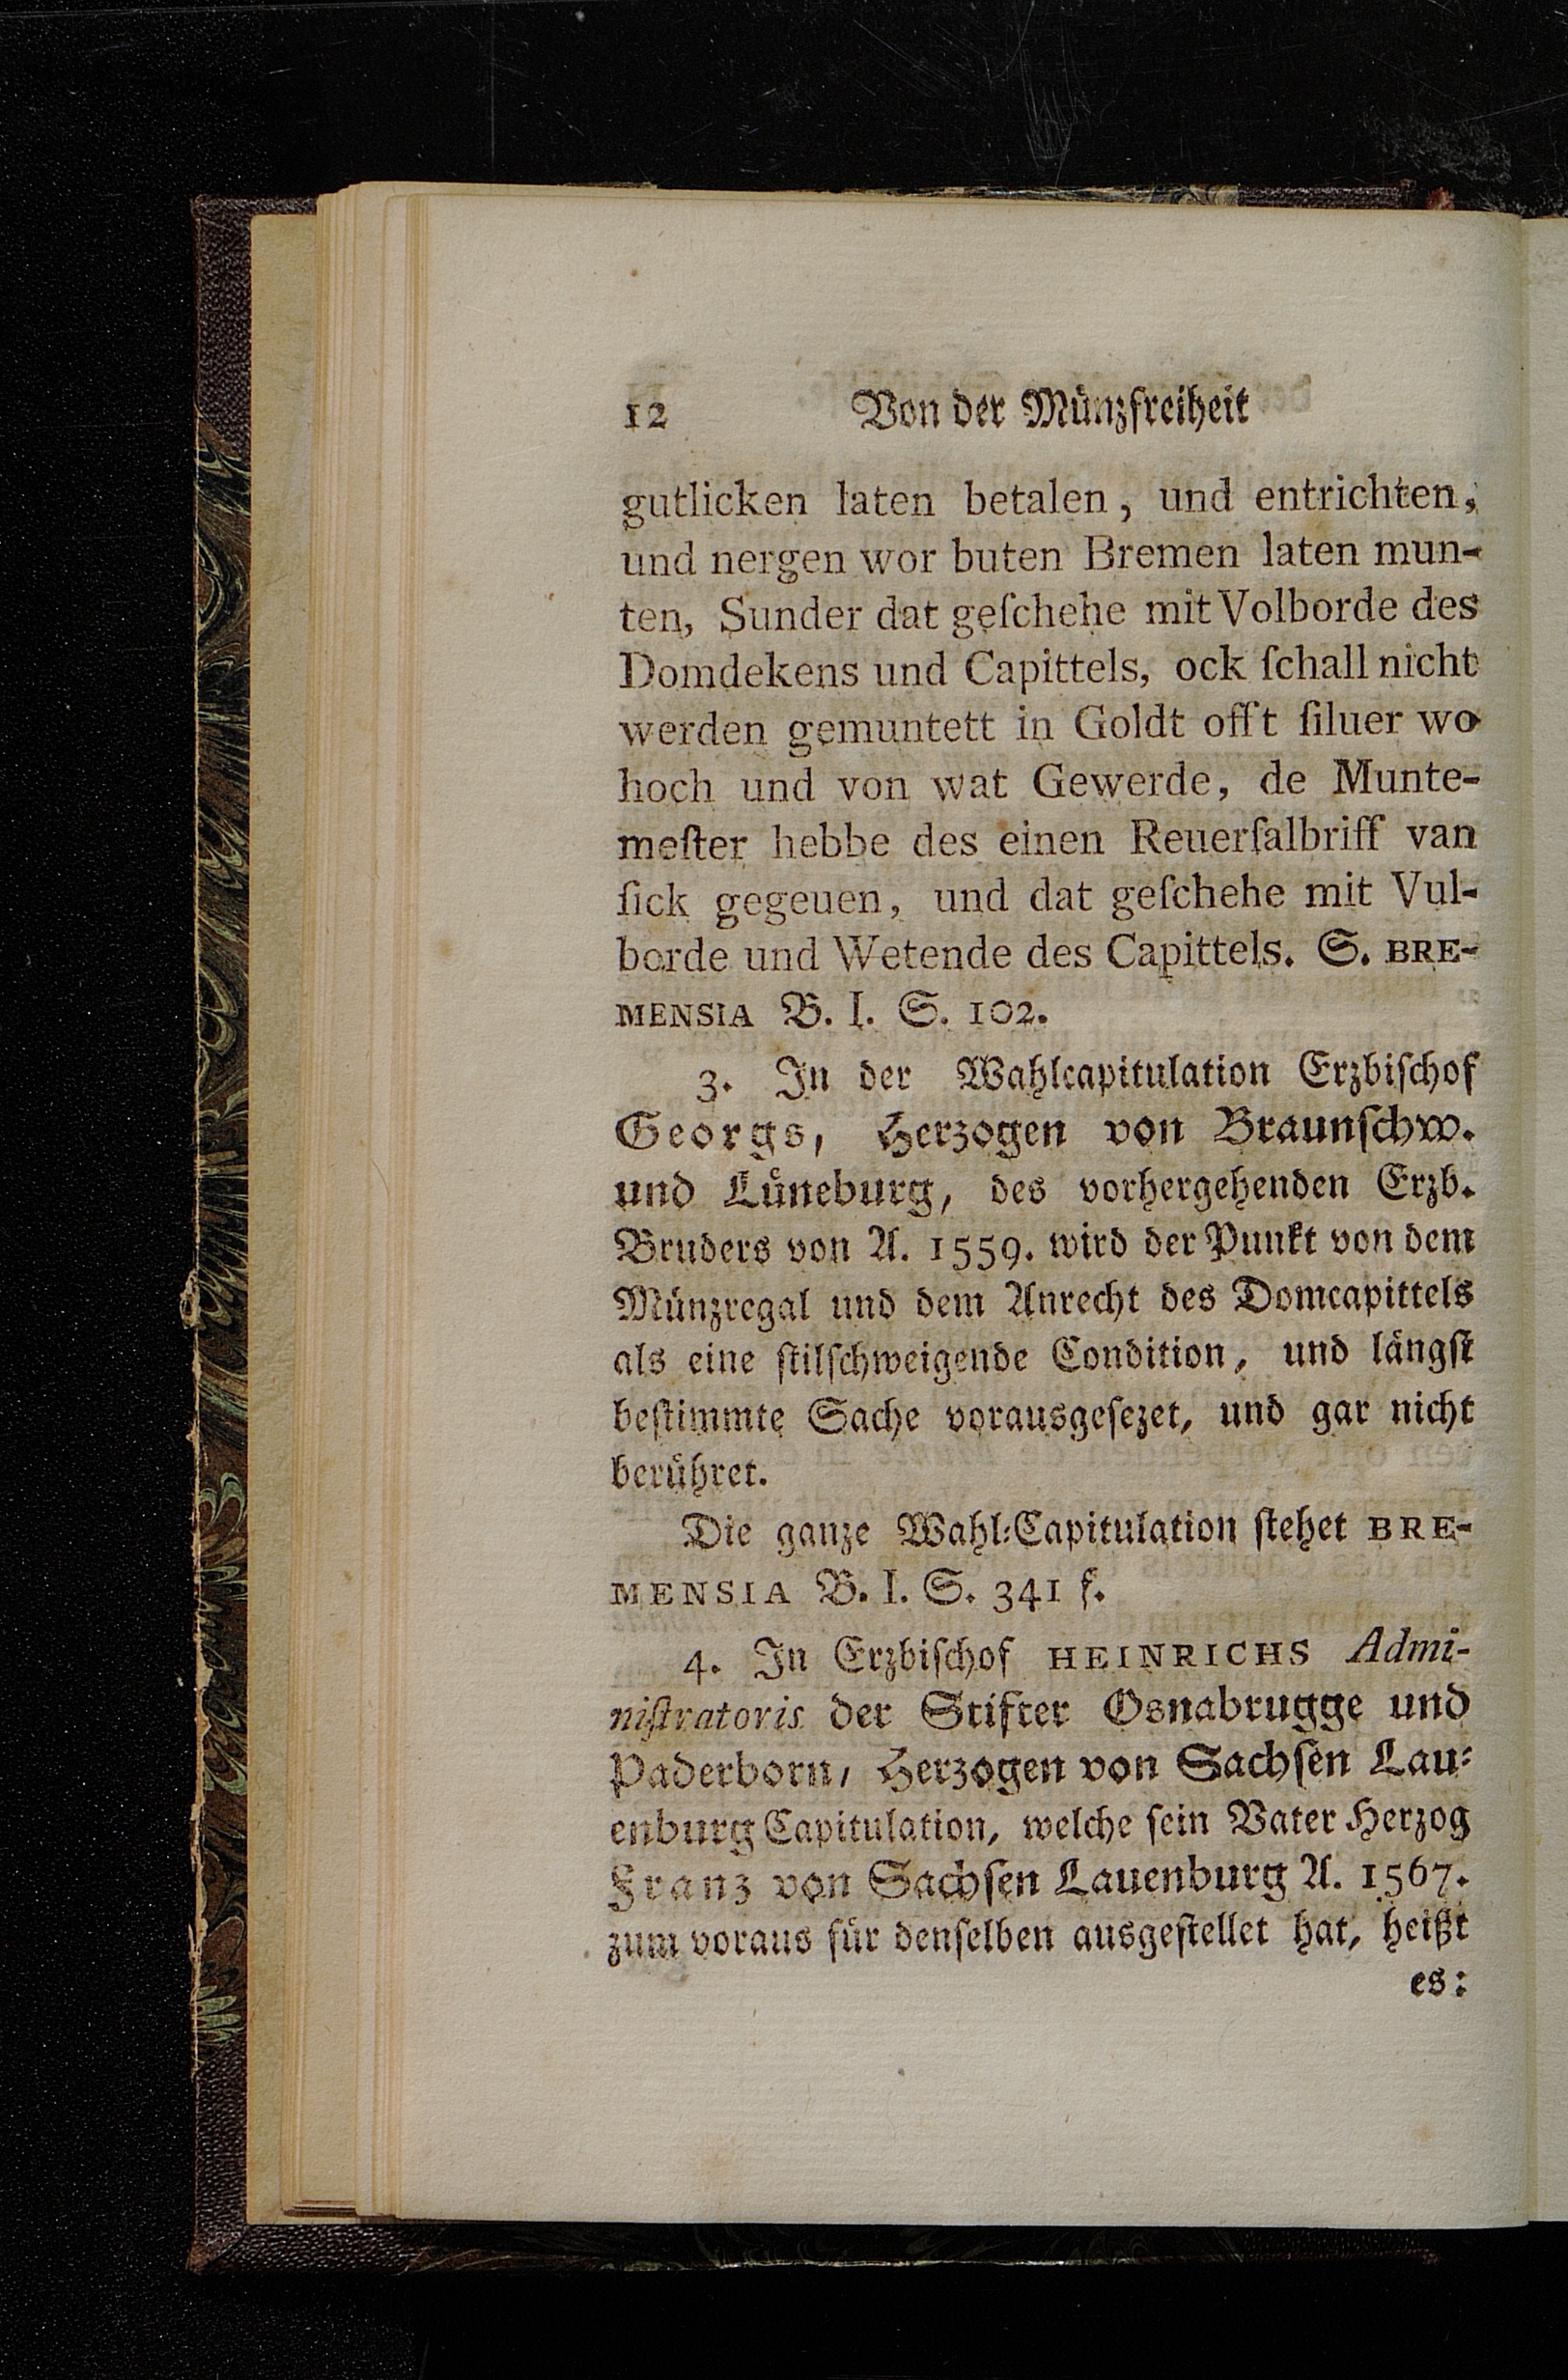 12 Von der Münzfreiheit
gutlicken laten betalen, und entrichten,
und nergen wor buten Bremen laten mun-
ten, Sunder dat geſchehe mit Volborde des
Domdekens und Capittels, ock ſchall nicht
werden gemuntett in Goldt offt ſiluer wo
hoch und von wat Gewerde, de Munte-
meſter hebbe des einen Reuerſalbriff van
ſick gegeuen, und dat geſchehe mit Vul-
borde und Wetende des Capittels. S. BRE-
MENSIA B. I. S. 102.
3. In der Wahlcapitulation Erzbiſchof
Georgs, Herzogen von Braunſchw.
und Lüneburg, des vorhergehenden Erzb.
Bruders von A. 1559. wird der Punkt von dem
Münzregal und dem Anrecht des Domcapittels
als eine ſtilſchweigende Condition, und längſt
beſtimmte Sache vorausgeſezet, und gar nicht
berühret.
Die ganze Wahl-Capitulation ſtehet BRE-
MENSIA B. I. S. 341 f.
4. In Erzbiſchof HEINRICHS Admi-
niſtratoris der Stifter Osnabrugge und
Paderborn, Herzogen von Sachſen Lau-
enburg Capitulation, welche ſein Vater Herzog
Franz von Sachſen Lauenburg A. 1567.
zum voraus für denſelben ausgeſtellet hat, heißt
es: